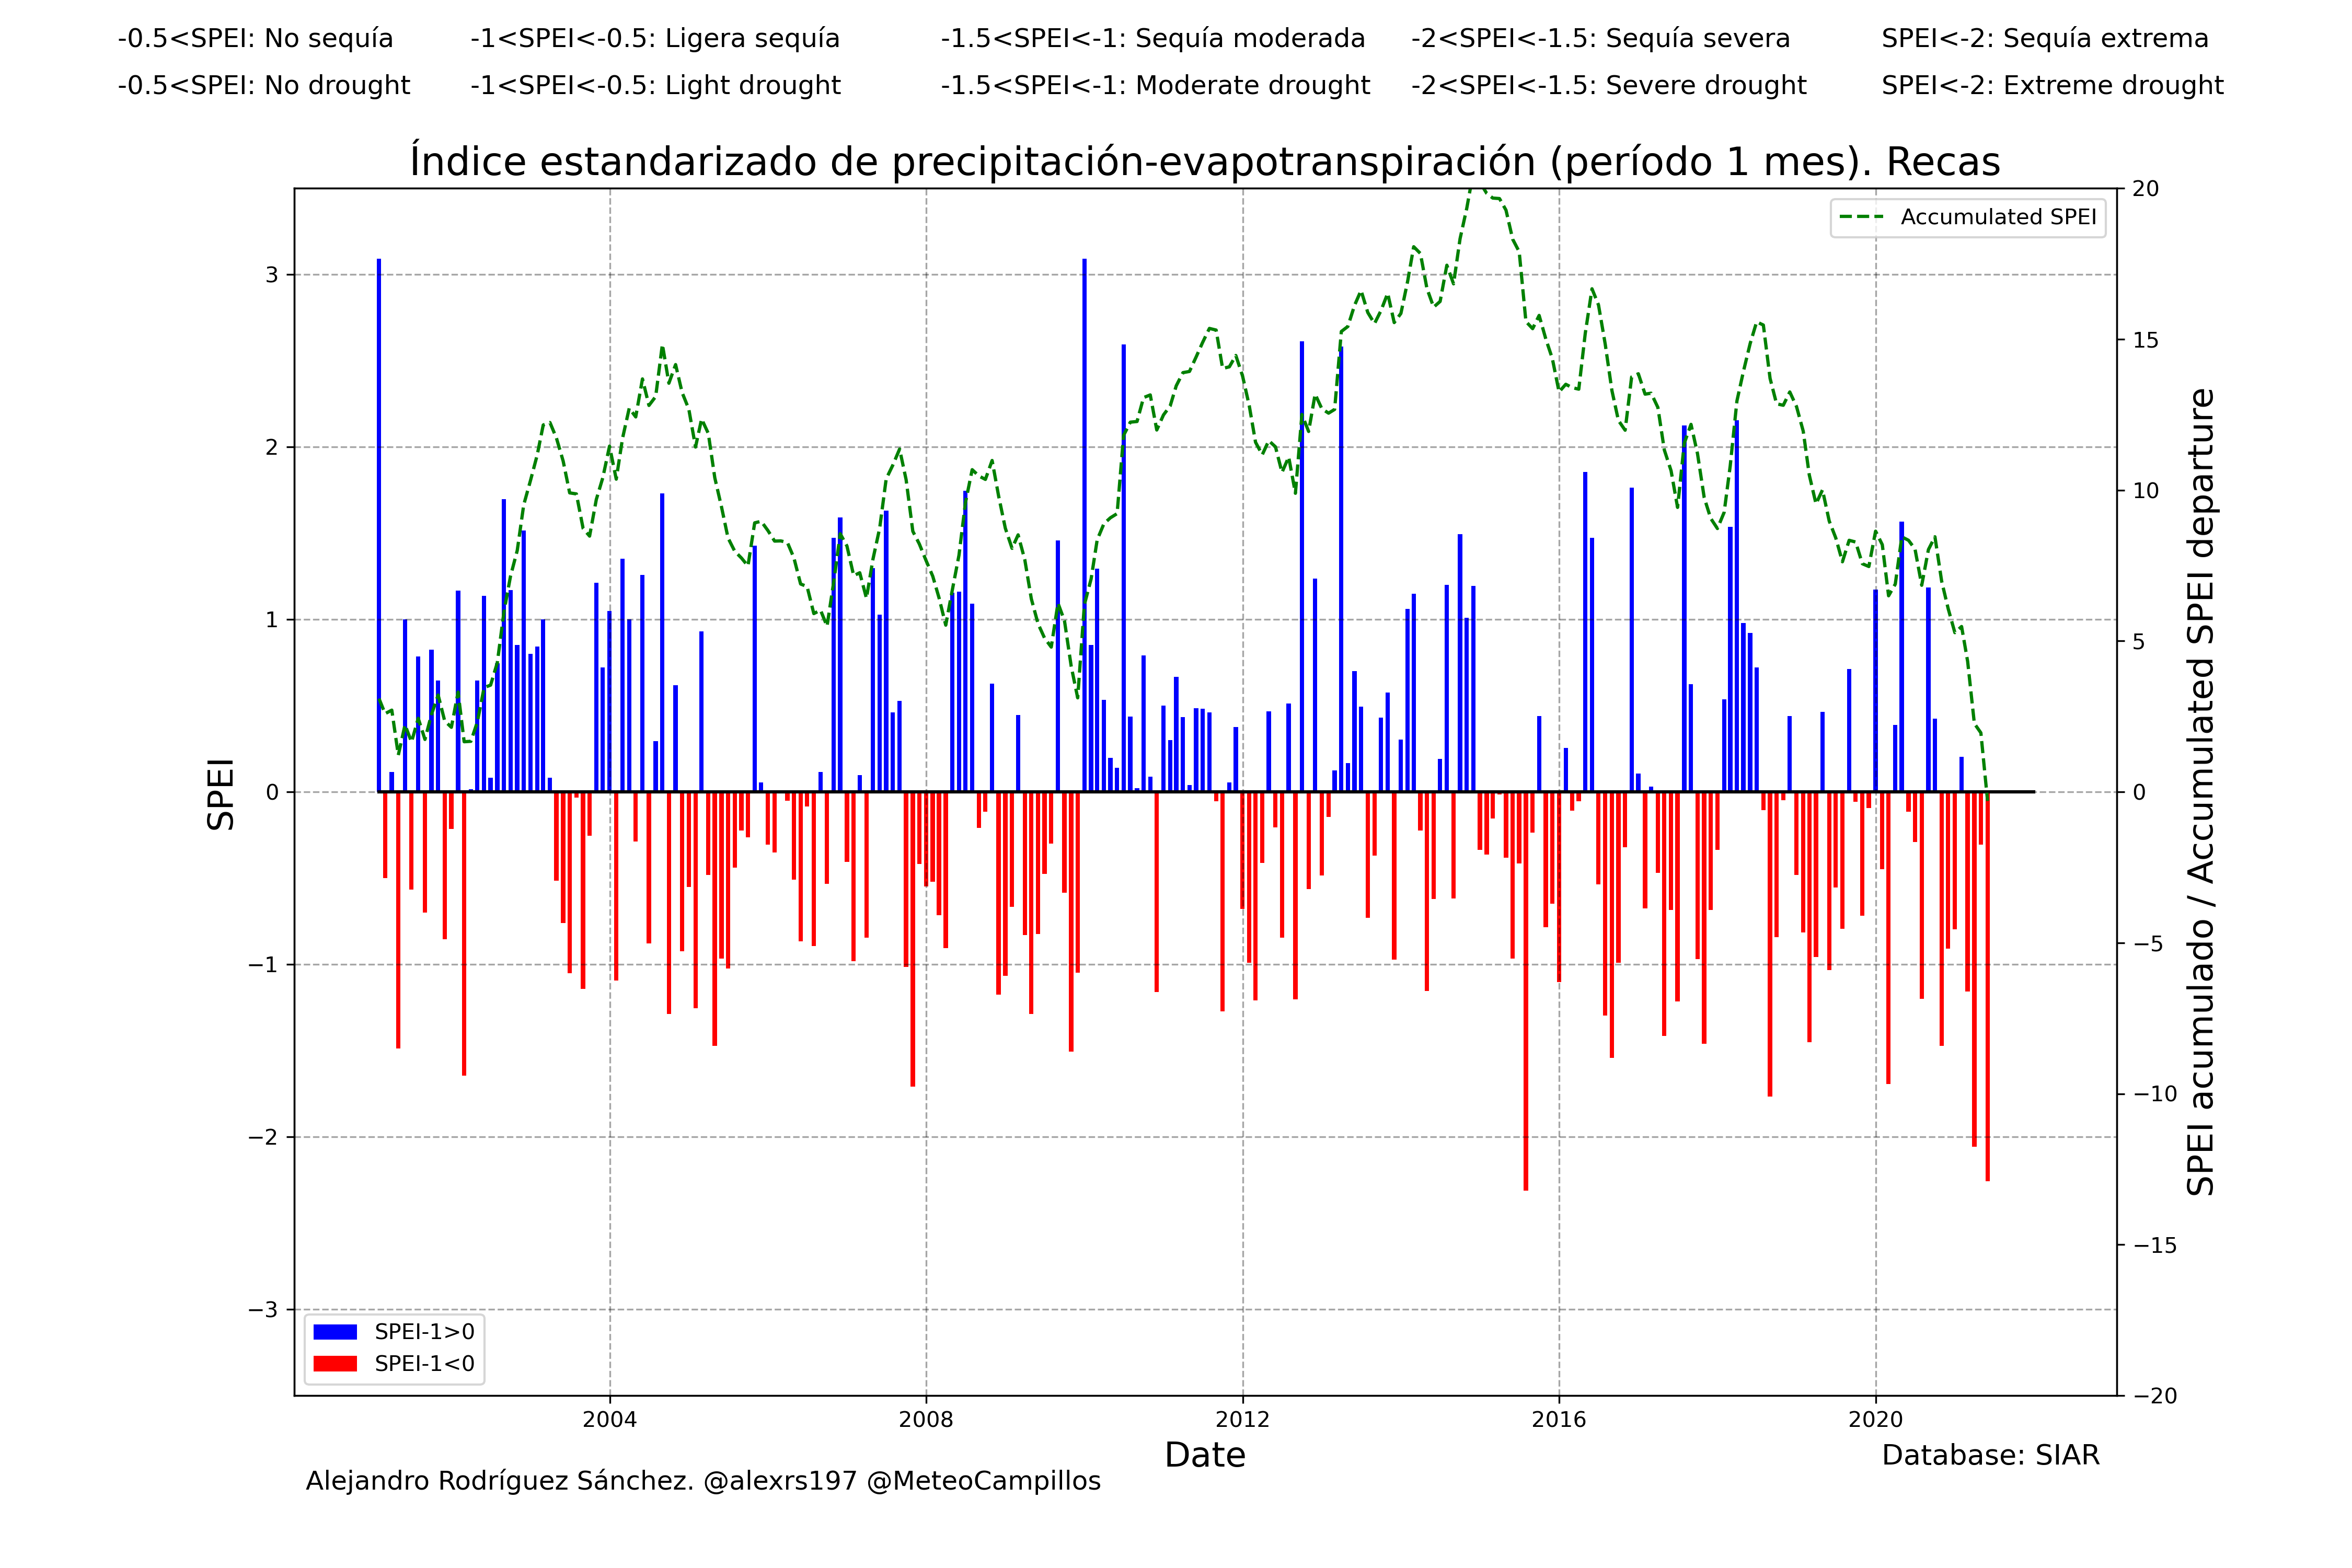 -0.5<SPEI: No sequía -1<SPEI<-0.5: Ligera sequía -1.5<SPEI<-1: Sequía moderada -2<SPEI<-1.5: Sequía severa SPEI<-2: Sequía extrema
-0.5<SPEI: No drought -1<SPEI<-0.5: Light drought -1.5<SPEI<-1: Moderate drought -2<SPEI<-1.5: Severe drought SPEI<-2: Extreme drought
Índice estandarizado de precipitación-evapotranspiración (período 1 mes). Recas
Accumulated SPEI
SPEI
3
2
1
0
−1
−2
−3
20
15
10
5
0
−5
−10
−15
−20
SPEI acumulado / Accumulated SPEI departure
SPEI-1>0
SPEI-1<0
2004 2008 2012 2016 2020
Date
Database: SIAR
Alejandro Rodríguez Sánchez. @alexrs197 @MeteoCampillos